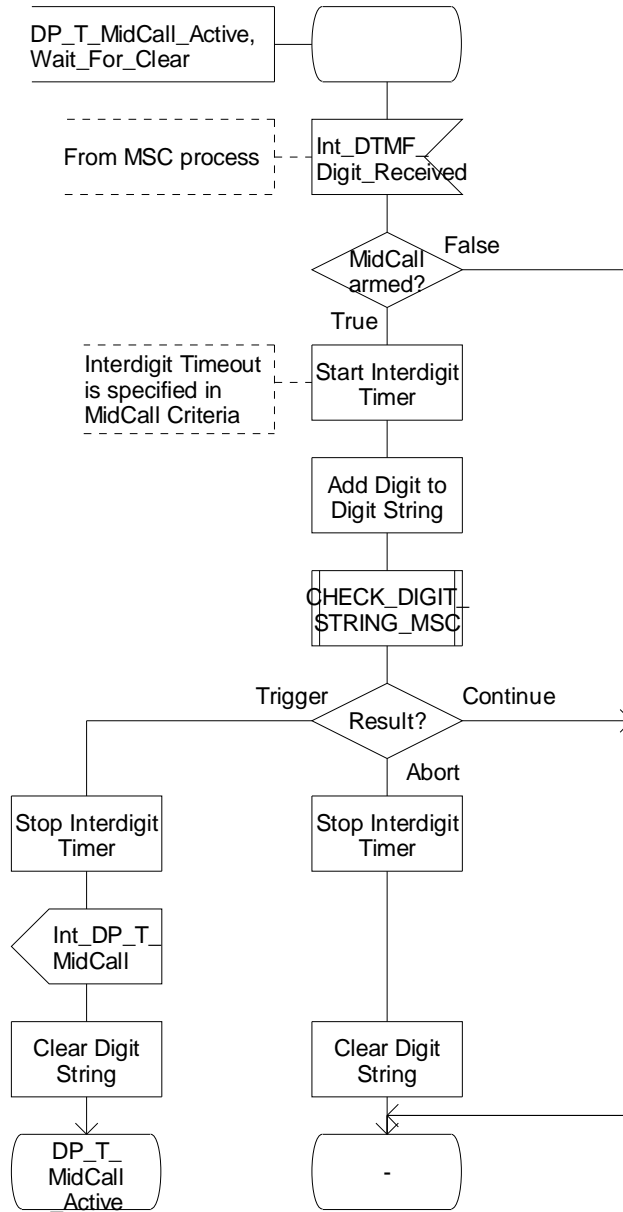 DP_T_MidCall_Active,
Wait_For_Clear
From MSC process
Int_DTMF_
Digit_Received
MidCall
armed?
False
True
Interdigit Timeout
is specified in
MidCall Criteria
Start Interdigit
Timer
Add Digit to
Digit String
CHECK_DIGIT_
STRING_MSC
Trigger
Result?
Continue
Abort
Stop Interdigit
Timer
Stop Interdigit
Timer
Int_DP_T_
MidCall
Clear Digit
String
Clear Digit
String
DP_T_
MidCall
_Active
-